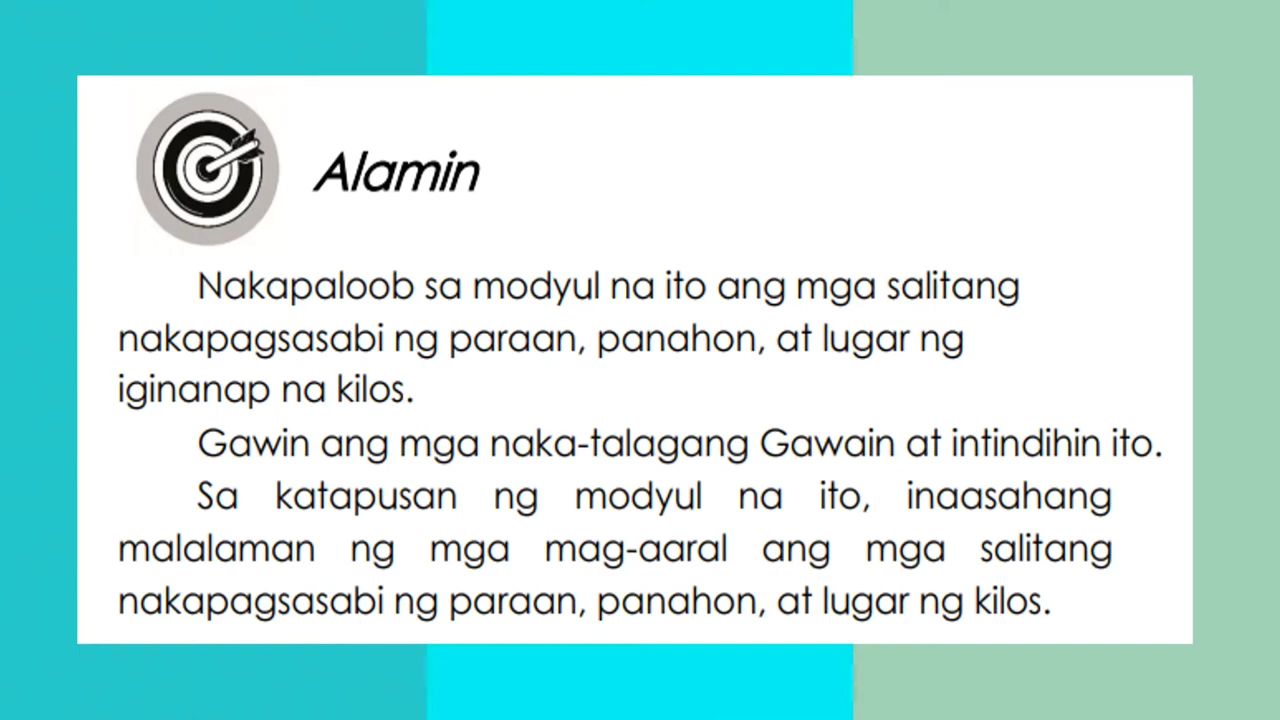 Alamin
Nakapaloob sa modyul na ito ang mga salitang
nakapagsasabi ng paraan, panahon, at lugar ng
iginanap na kilos.
Gawin ang mga naka-talagang Gawain at intindihin ito.
Sa katapusan ng modyul na ito, inaasahang
malalaman ng mga mag-aaral ang mga salitang
nakapagsasabi ng paraan, panahon, at lugar ng kilos.